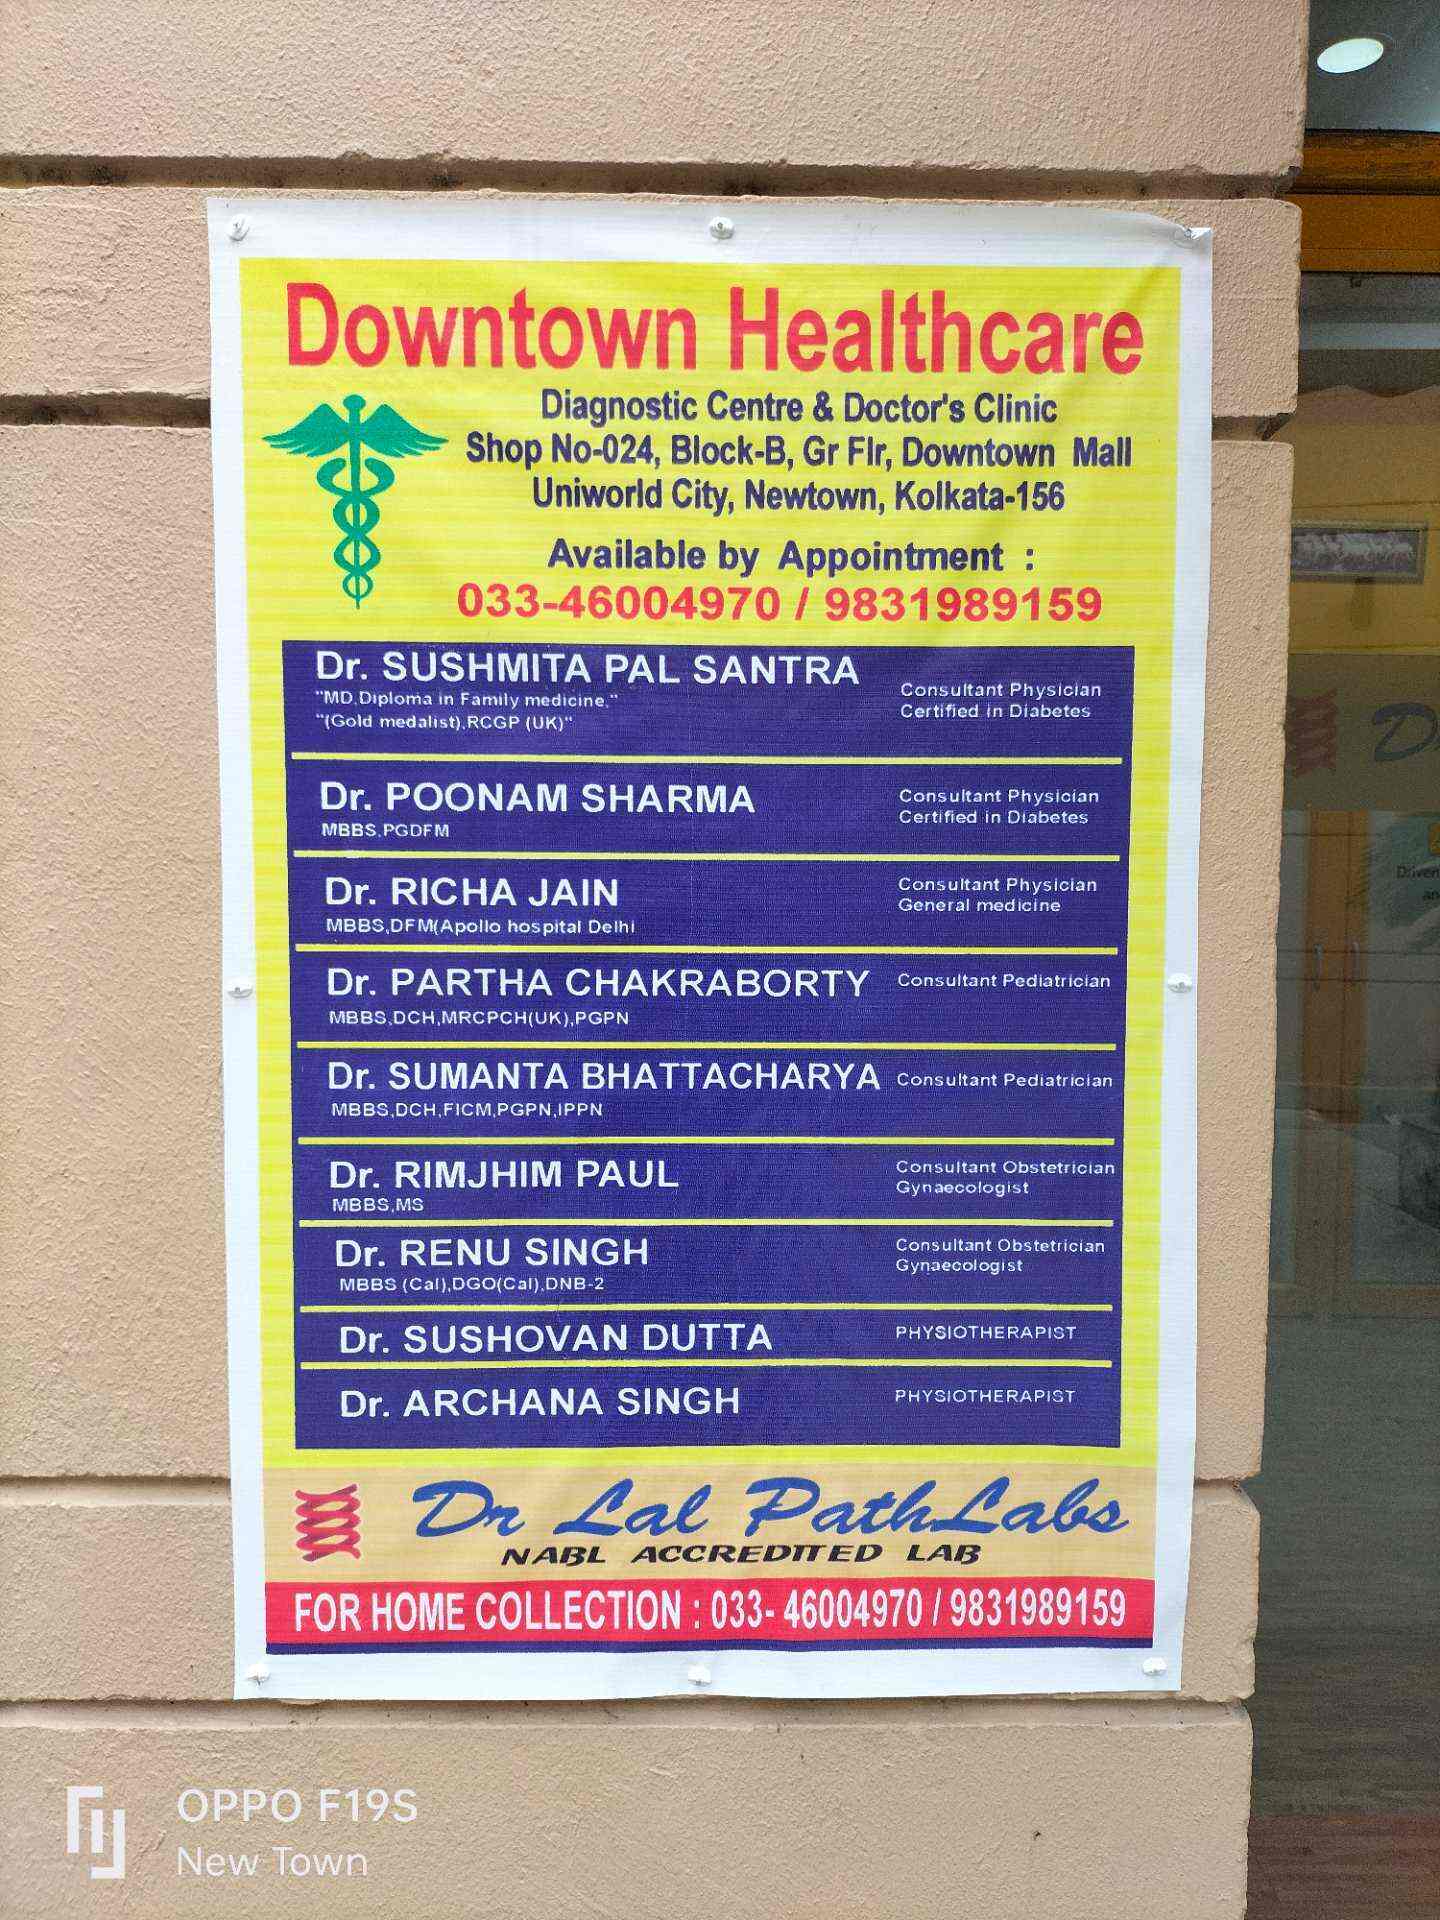 Downtown Healthcare
Diagnostic Centre & Doctor's Clinic
Shop No-024, Block-B, Gr Flr, Downtown Mall
Uniworld City, Newtown, Kolkata-156
Available by Appointment :
033-46004970 / 9831989159
Dr. SUSHMITA PAL SANTRA
"MD,Diploma in Family medicine,"
"(Gold medalist),RCGP (UK)"
Consultant Physician
Certified in Diabetes
Dr. POONAM SHARMA
MBBS,PGDFM
Consultant Physician
Certified in Diabetes
Dr. RICHA JAIN
MBBS,DFM(Apollo hospital Delhi
Consultant Physician
General medicine
Dr. PARTHA CHAKRABORTY
MBBS,DCH,MRCPCH(UK),PGPN
Consultant Pediatrician
Dr. SUMANTA BHATTACHARYA
MBBS,DCH,FICM,PGPN,IPPN
Consultant Pediatrician
Dr. RIMJHIM PAUL
MBBS,MS
Consultant Obstetrician
Gynaecologist
Dr. RENU SINGH
MBBS (Cal),DGO(Cal),DNB-2
Consultant Obstetrician
Gynaecologist
Dr. SUSHOVAN DUTTA
PHYSIOTHERAPIST
Dr. ARCHANA SINGH
PHYSIOTHERAPIST
Dr Lal PathLabs
NABL ACCREDITED LAB
FOR HOME COLLECTION : 033- 46004970 / 9831989159
OPPO F19S
New Town